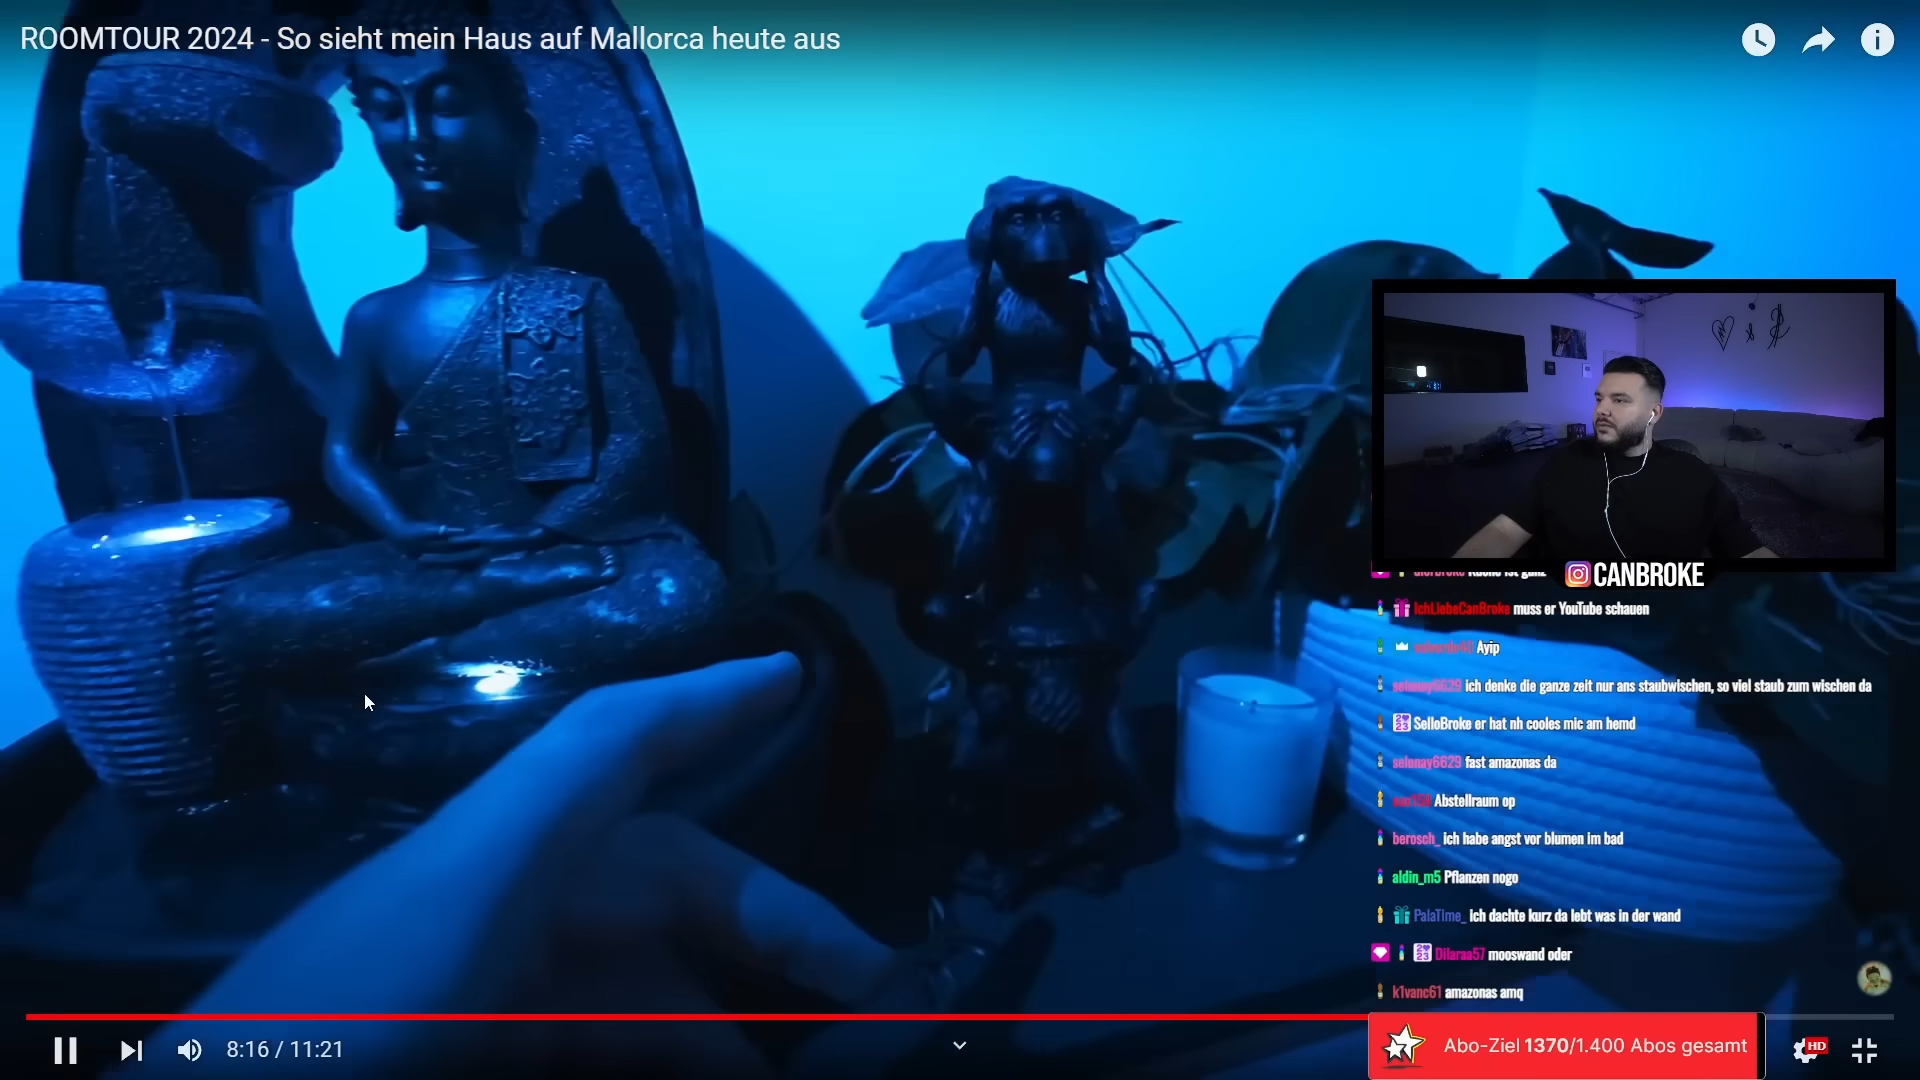 ROOMTOUR 2024 - So sieht mein Haus auf Mallorca heute aus
CANBROKE
IchLiebeCanBroke muss er YouTube schauen
Ayip
selenay6629 ich denke die ganze zeit nur ans staubwischen, so viel staub zum wischen da
SelloBroke er hat nh cooles mic am hemd
selenay6629 fast amazonas da
Abstellraum op
berosch_ ich habe angst vor blumen im bad
aldin_m5 Pflanzen nogo
PalaTime_ ich dachte kurz da lebt was in der wand
Dilaraa57 mooswand oder
k1vanc61 amazonas amq
8:16 / 11:21
Abo-Ziel 1370/1.400 Abos gesamt
HD